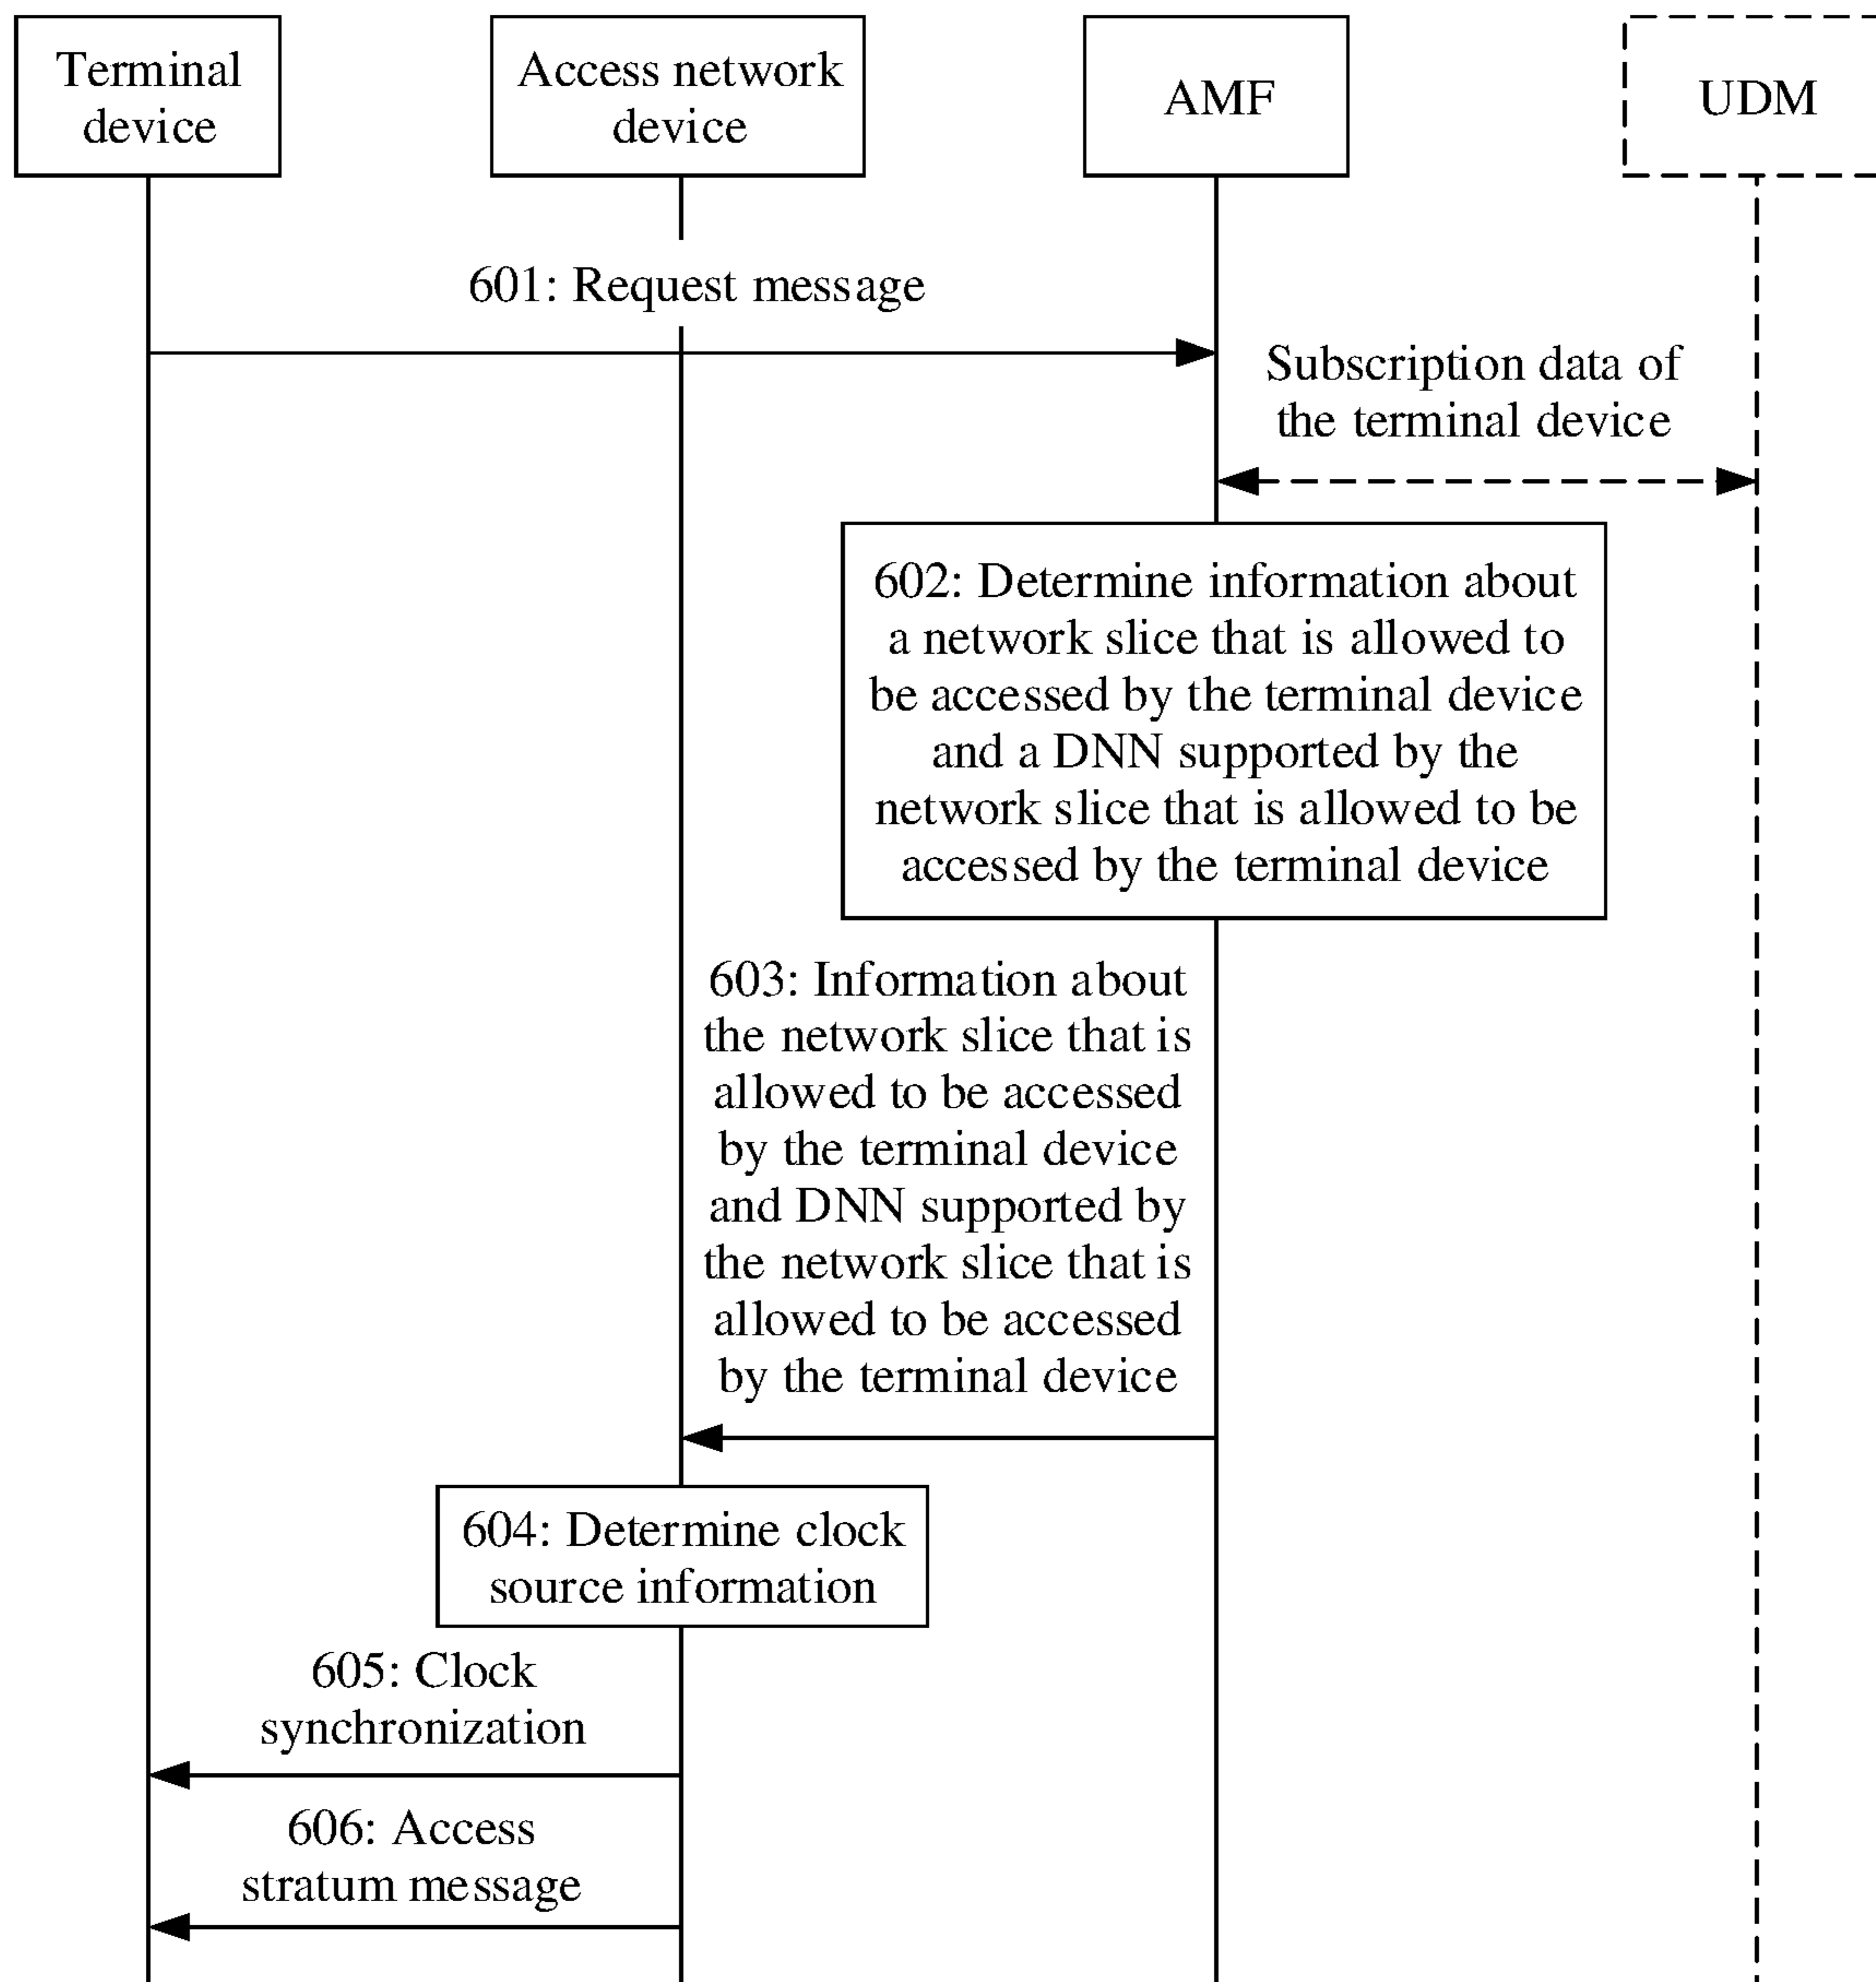 Terminal
device
Access network
device
AMF
UDM
601: Request message
Subscription data of
the terminal device
602: Determine information about
a network slice that is allowed to
be accessed by the terminal device
and a DNN supported by the
network slice that is allowed to be
accessed by the terminal device
603: Information about
the network slice that is
allowed to be accessed
by the terminal device
and DNN supported by
the network slice that is
allowed to be accessed
by the terminal device
604: Determine clock
source information
605: Clock
synchronization
606: Access
stratum message